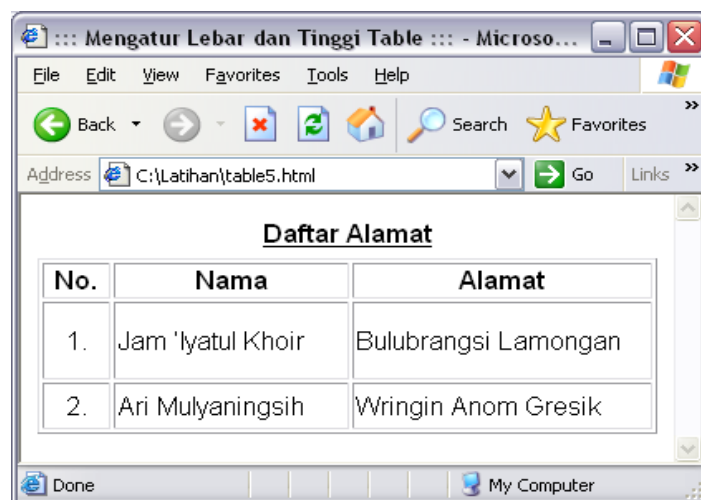 ::: Mengatur Lebar dan Tinggi Table ::: - Microso...
File Edit View Favorites Tools Help
Back Search Favorites »
Address C:\Latihan\table5.html Go Links »
Daftar Alamat
No. Nama Alamat
1. Jam 'Iyatul Khoir Bulubrangsi Lamongan
2. Ari Mulyaningsih Wringin Anom Gresik
Done My Computer